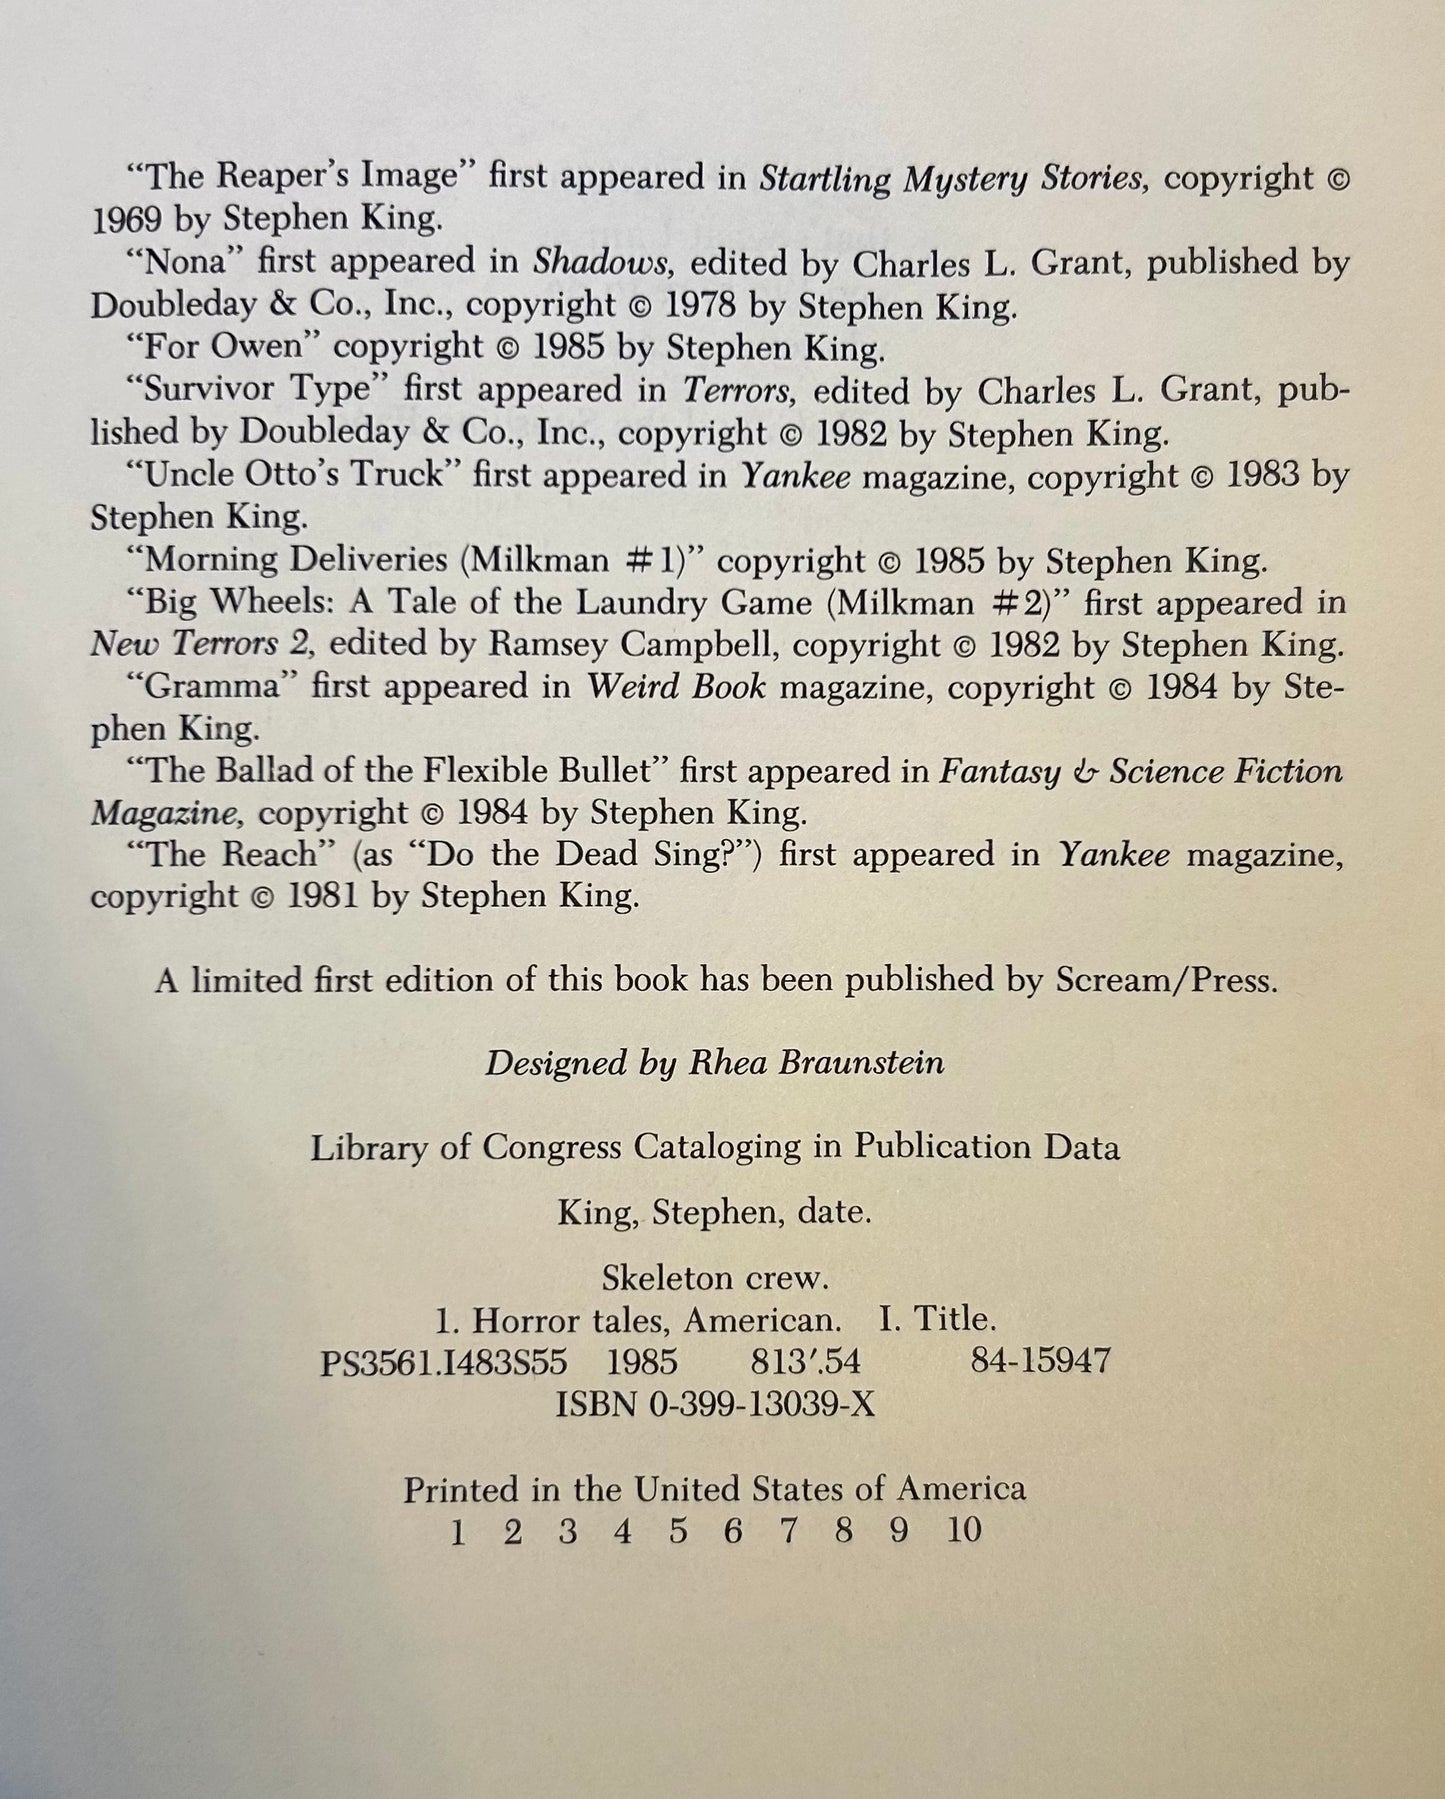 “The Reaper’s Image” first appeared in Startling Mystery Stories, copyright ©
1969 by Stephen King.
“Nona” first appeared in Shadows, edited by Charles L. Grant, published by
Doubleday & Co., Inc., copyright © 1978 by Stephen King.
“For Owen” copyright © 1985 by Stephen King.
“Survivor Type” first appeared in Terrors, edited by Charles L. Grant, pub-
lished by Doubleday & Co., Inc., copyright © 1982 by Stephen King.
“Uncle Otto’s Truck” first appeared in Yankee magazine, copyright © 1983 by
Stephen King.
“Morning Deliveries (Milkman #1)” copyright © 1985 by Stephen King.
“Big Wheels: A Tale of the Laundry Game (Milkman #2)” first appeared in
New Terrors 2, edited by Ramsey Campbell, copyright © 1982 by Stephen King.
“Gramma” first appeared in Weird Book magazine, copyright © 1984 by Ste-
phen King.
“The Ballad of the Flexible Bullet” first appeared in Fantasy & Science Fiction
Magazine, copyright © 1984 by Stephen King.
“The Reach” (as “Do the Dead Sing?”) first appeared in Yankee magazine,
copyright © 1981 by Stephen King.
A limited first edition of this book has been published by Scream/Press.
Designed by Rhea Braunstein
Library of Congress Cataloging in Publication Data
King, Stephen, date.
Skeleton crew.
1. Horror tales, American. I. Title.
PS3561.I483S55 1985 813′.54 84-15947
ISBN 0-399-13039-X
Printed in the United States of America
1 2 3 4 5 6 7 8 9 10